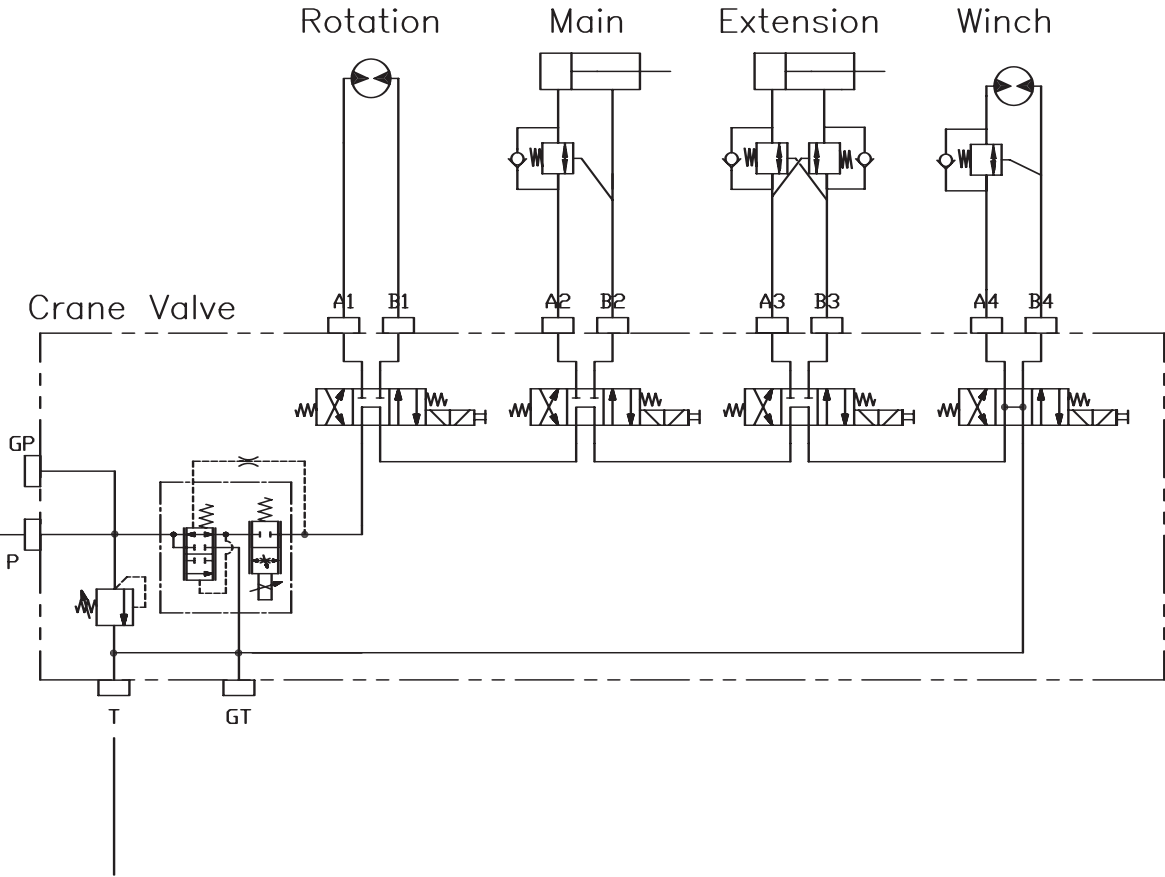 Rotation Main Extension Winch
Crane Valve
A1 B1 A2 B2 A3 B3 A4 B4
GP
P
T GT